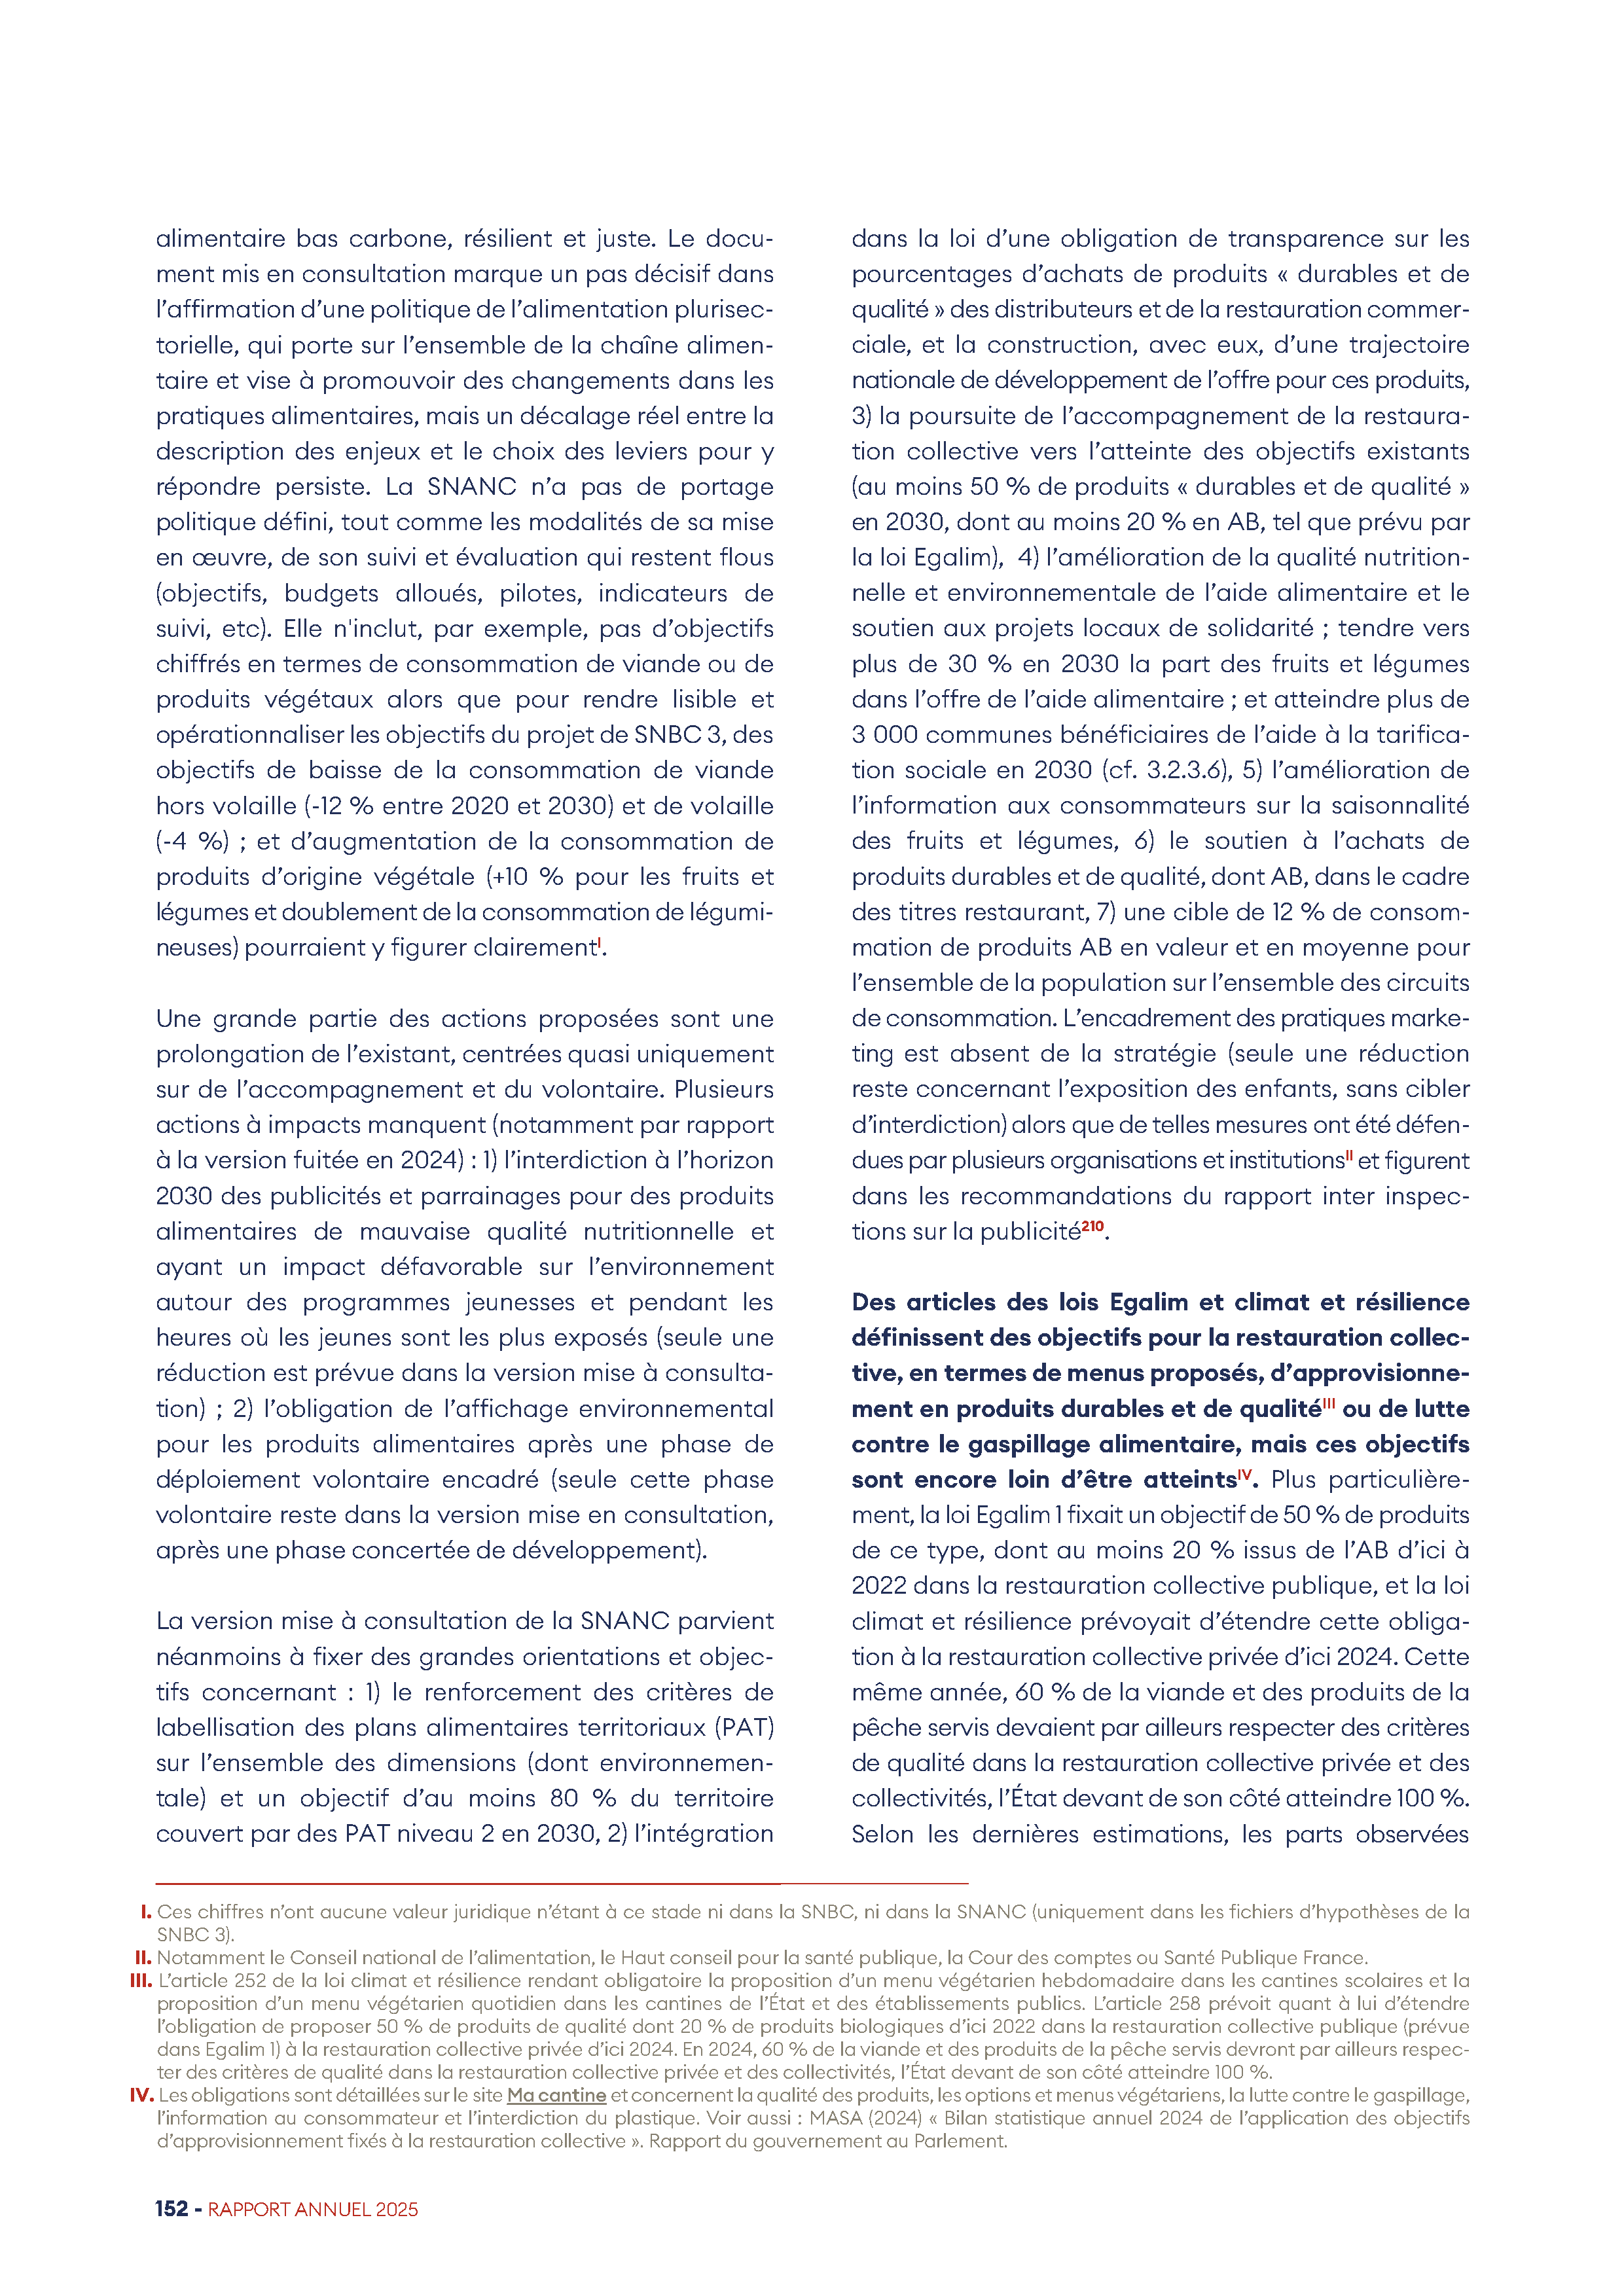 alimentaire bas carbone, résilient et juste. Le docu-
ment mis en consultation marque un pas décisif dans
l’affirmation d’une politique de l’alimentation plurisec-
torielle, qui porte sur l’ensemble de la chaîne alimen-
taire et vise à promouvoir des changements dans les
pratiques alimentaires, mais un décalage réel entre la
description des enjeux et le choix des leviers pour y
répondre persiste. La SNANC n’a pas de portage
politique défini, tout comme les modalités de sa mise
en œuvre, de son suivi et évaluation qui restent flous
(objectifs, budgets alloués, pilotes, indicateurs de
suivi, etc). Elle n'inclut, par exemple, pas d’objectifs
chiffrés en termes de consommation de viande ou de
produits végétaux alors que pour rendre lisible et
opérationnaliser les objectifs du projet de SNBC 3, des
objectifs de baisse de la consommation de viande
hors volaille (-12 % entre 2020 et 2030) et de volaille
(-4 %) ; et d’augmentation de la consommation de
produits d’origine végétale (+10 % pour les fruits et
légumes et doublement de la consommation de légumi-
neuses) pourraient y figurer clairementI.
Une grande partie des actions proposées sont une
prolongation de l’existant, centrées quasi uniquement
sur de l’accompagnement et du volontaire. Plusieurs
actions à impacts manquent (notamment par rapport
à la version fuitée en 2024) : 1) l’interdiction à l’horizon
2030 des publicités et parrainages pour des produits
alimentaires de mauvaise qualité nutritionnelle et
ayant un impact défavorable sur l’environnement
autour des programmes jeunesses et pendant les
heures où les jeunes sont les plus exposés (seule une
réduction est prévue dans la version mise à consulta-
tion) ; 2) l’obligation de l’affichage environnemental
pour les produits alimentaires après une phase de
déploiement volontaire encadré (seule cette phase
volontaire reste dans la version mise en consultation,
après une phase concertée de développement).
La version mise à consultation de la SNANC parvient
néanmoins à fixer des grandes orientations et objec-
tifs concernant : 1) le renforcement des critères de
labellisation des plans alimentaires territoriaux (PAT)
sur l’ensemble des dimensions (dont environnemen-
tale) et un objectif d’au moins 80 % du territoire
couvert par des PAT niveau 2 en 2030, 2) l’intégration
dans la loi d’une obligation de transparence sur les
pourcentages d’achats de produits « durables et de
qualité » des distributeurs et de la restauration commer-
ciale, et la construction, avec eux, d’une trajectoire
nationale de développement de l’offre pour ces produits,
3) la poursuite de l’accompagnement de la restaura-
tion collective vers l’atteinte des objectifs existants
(au moins 50 % de produits « durables et de qualité »
en 2030, dont au moins 20 % en AB, tel que prévu par
la loi Egalim), 4) l’amélioration de la qualité nutrition-
nelle et environnementale de l’aide alimentaire et le
soutien aux projets locaux de solidarité ; tendre vers
plus de 30 % en 2030 la part des fruits et légumes
dans l’offre de l’aide alimentaire ; et atteindre plus de
3 000 communes bénéficiaires de l’aide à la tarifica-
tion sociale en 2030 (cf. 3.2.3.6), 5) l’amélioration de
l’information aux consommateurs sur la saisonnalité
des fruits et légumes, 6) le soutien à l’achats de
produits durables et de qualité, dont AB, dans le cadre
des titres restaurant, 7) une cible de 12 % de consom-
mation de produits AB en valeur et en moyenne pour
l’ensemble de la population sur l’ensemble des circuits
de consommation. L’encadrement des pratiques marke-
ting est absent de la stratégie (seule une réduction
reste concernant l’exposition des enfants, sans cibler
d’interdiction) alors que de telles mesures ont été défen-
dues par plusieurs organisations et institutionsII et figurent
dans les recommandations du rapport inter inspec-
tions sur la publicité210.
Des articles des lois Egalim et climat et résilience
définissent des objectifs pour la restauration collec-
tive, en termes de menus proposés, d’approvisionne-
ment en produits durables et de qualitéIII ou de lutte
contre le gaspillage alimentaire, mais ces objectifs
sont encore loin d’être atteintsIV. Plus particulière-
ment, la loi Egalim 1 fixait un objectif de 50 % de produits
de ce type, dont au moins 20 % issus de l’AB d’ici à
2022 dans la restauration collective publique, et la loi
climat et résilience prévoyait d’étendre cette obliga-
tion à la restauration collective privée d’ici 2024. Cette
même année, 60 % de la viande et des produits de la
pêche servis devaient par ailleurs respecter des critères
de qualité dans la restauration collective privée et des
collectivités, l’État devant de son côté atteindre 100 %.
Selon les dernières estimations, les parts observées
I. Ces chiffres n’ont aucune valeur juridique n’étant à ce stade ni dans la SNBC, ni dans la SNANC (uniquement dans les fichiers d’hypothèses de la
SNBC 3).
II. Notamment le Conseil national de l’alimentation, le Haut conseil pour la santé publique, la Cour des comptes ou Santé Publique France.
III. L’article 252 de la loi climat et résilience rendant obligatoire la proposition d’un menu végétarien hebdomadaire dans les cantines scolaires et la
proposition d’un menu végétarien quotidien dans les cantines de l’État et des établissements publics. L’article 258 prévoit quant à lui d’étendre
l’obligation de proposer 50 % de produits de qualité dont 20 % de produits biologiques d’ici 2022 dans la restauration collective publique (prévue
dans Egalim 1) à la restauration collective privée d’ici 2024. En 2024, 60 % de la viande et des produits de la pêche servis devront par ailleurs respec-
ter des critères de qualité dans la restauration collective privée et des collectivités, l’État devant de son côté atteindre 100 %.
IV. Les obligations sont détaillées sur le site Ma cantine et concernent la qualité des produits, les options et menus végétariens, la lutte contre le gaspillage,
l’information au consommateur et l’interdiction du plastique. Voir aussi : MASA (2024) « Bilan statistique annuel 2024 de l’application des objectifs
d’approvisionnement fixés à la restauration collective ». Rapport du gouvernement au Parlement.
152 - RAPPORT ANNUEL 2025